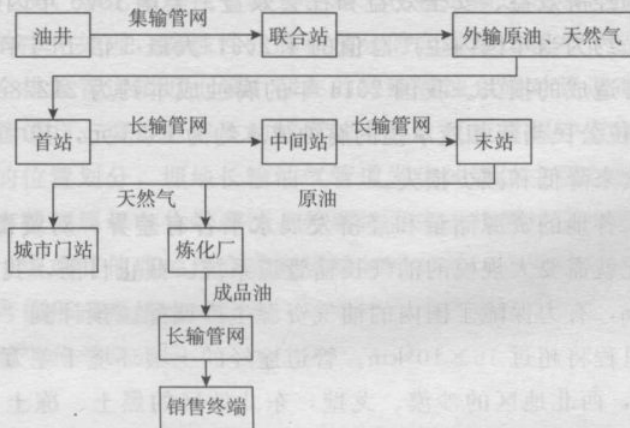 集输管网
油井
联合站
外输原油、天然气
长输管网
长输管网
首站
中间站
末站
天然气
原油
城市门站
炼化厂
成品油
长输管网
销售终端